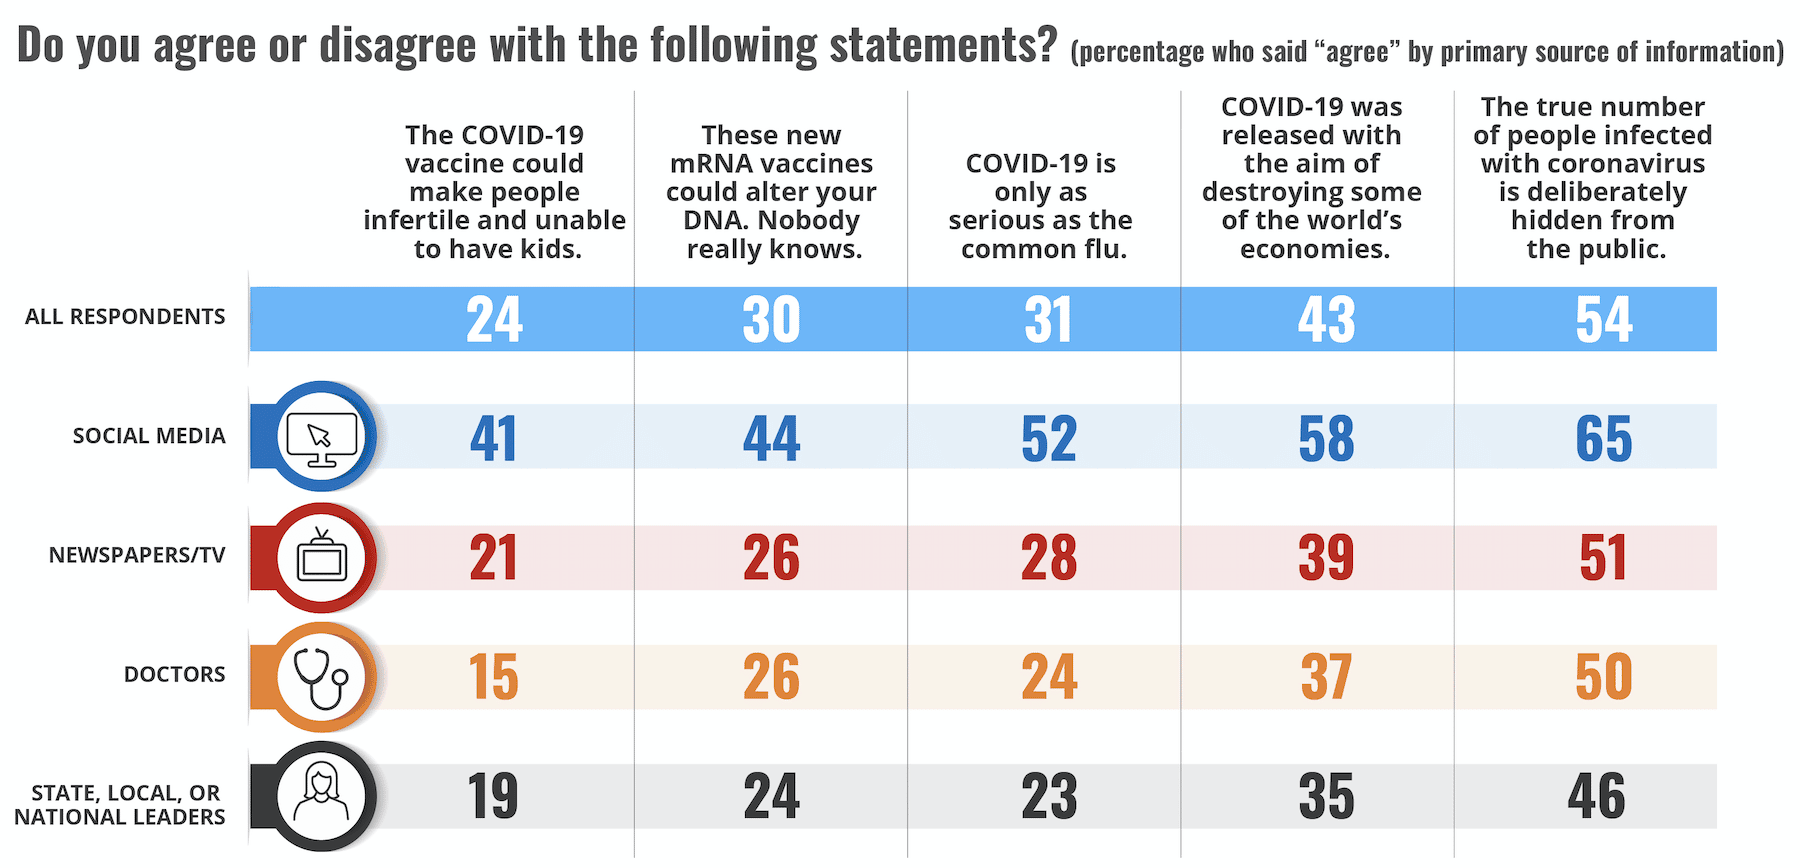 Do you agree or disagree with the following statements? (percentage who said “agree” by primary source of information)
The COVID-19
vaccine could
make people
infertile and unable
to have kids.
These new
mRNA vaccines
could alter your
DNA. Nobody
really knows.
COVID-19 is
only as
serious as the
common flu.
COVID-19 was
released with
the aim of
destroying some
of the world’s
economies.
The true number
of people infected
with coronavirus
is deliberately
hidden from
the public.
ALL RESPONDENTS 24 30 31 43 54
SOCIAL MEDIA 41 44 52 58 65
NEWSPAPERS/TV 21 26 28 39 51
DOCTORS 15 26 24 37 50
STATE, LOCAL, OR
NATIONAL LEADERS 19 24 23 35 46